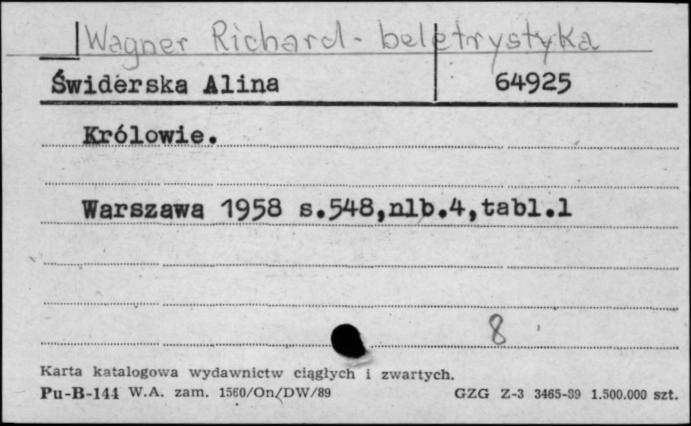 Wagner Richard - beletrystyka
Świderska Alina 64925
Królowie.
Warszawa 1958 s.548,nlb.4,tabl.1
8
Karta katalogowa wydawnictw ciągłych i zwartych.
Pu-B-144 W.A. zam. 1560/On/DW/89 GZG Z-3 3465-89 1.500.000 szt.